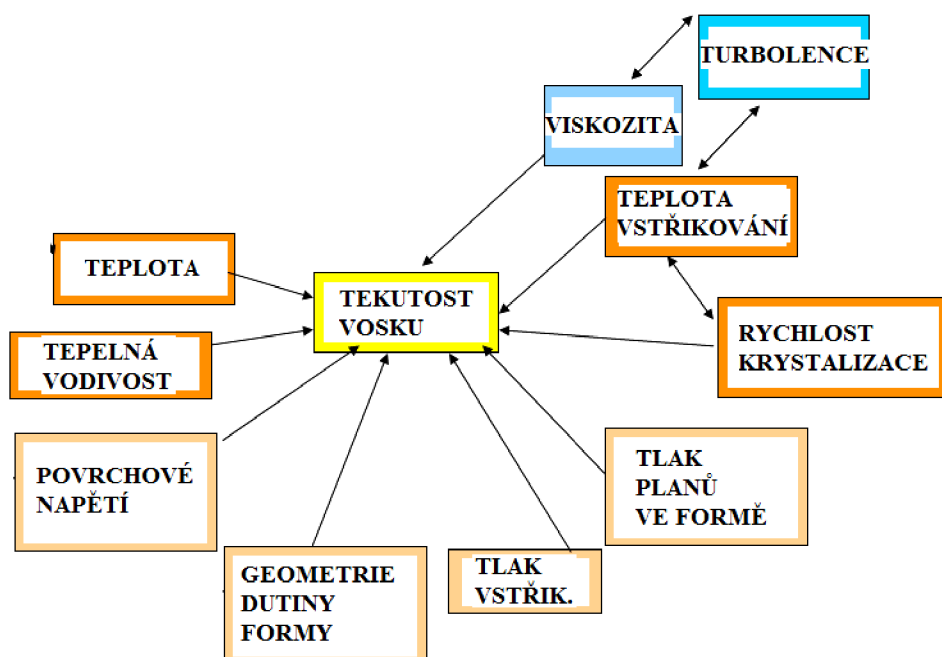 TURBOLENCE
VISKOZITA
TEPLOTA
VSTŘIKOVÁNÍ
TEPLOTA
TEKUTOST
VOSKU
TEPELNÁ
VODIVOST
RYCHLOST
KRYSTALIZACE
POVRCHOVÉ
NAPĚTÍ
TLAK
PLANŮ
VE FORMĚ
GEOMETRIE
DUTINY
FORMY
TLAK
VSTŘIK.